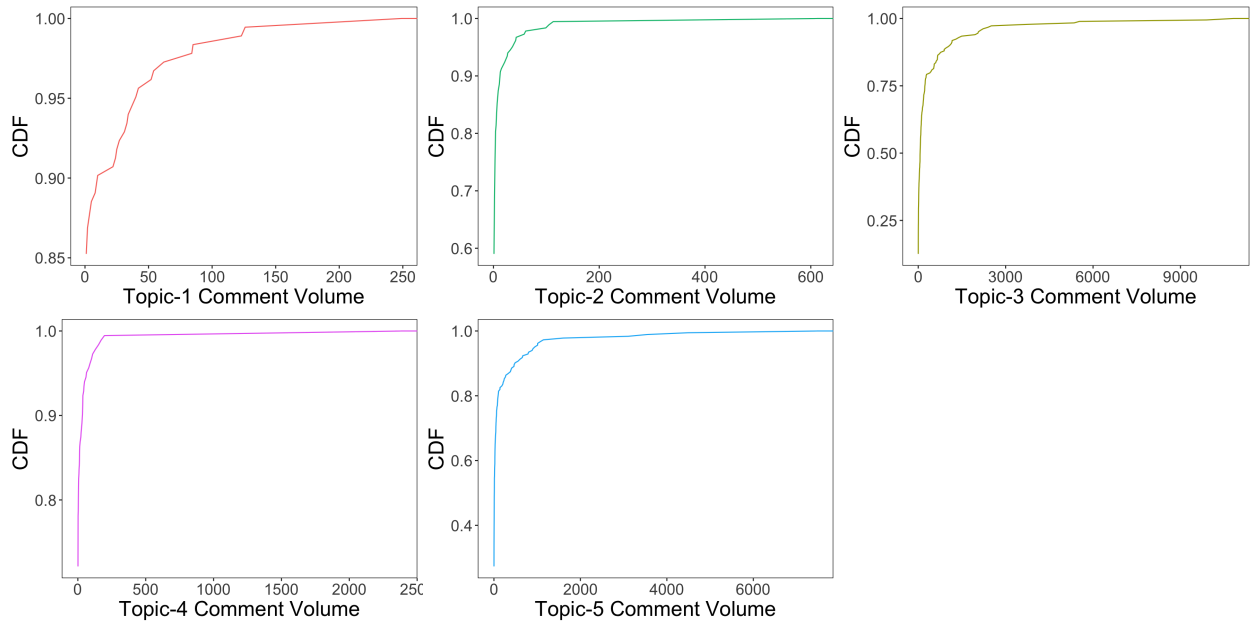 1.00
0.95
0.90
0.85
CDF
0 50 100 150 200 250
Topic-1 Comment Volume
1.0
0.9
0.8
0.7
0.6
CDF
0 200 400 600
Topic-2 Comment Volume
1.00
0.75
0.50
0.25
CDF
0 3000 6000 9000
Topic-3 Comment Volume
1.0
0.9
0.8
CDF
0 500 1000 1500 2000
Topic-4 Comment Volume
1.0
0.8
0.6
0.4
CDF
0 2000 4000 6000
Topic-5 Comment Volume